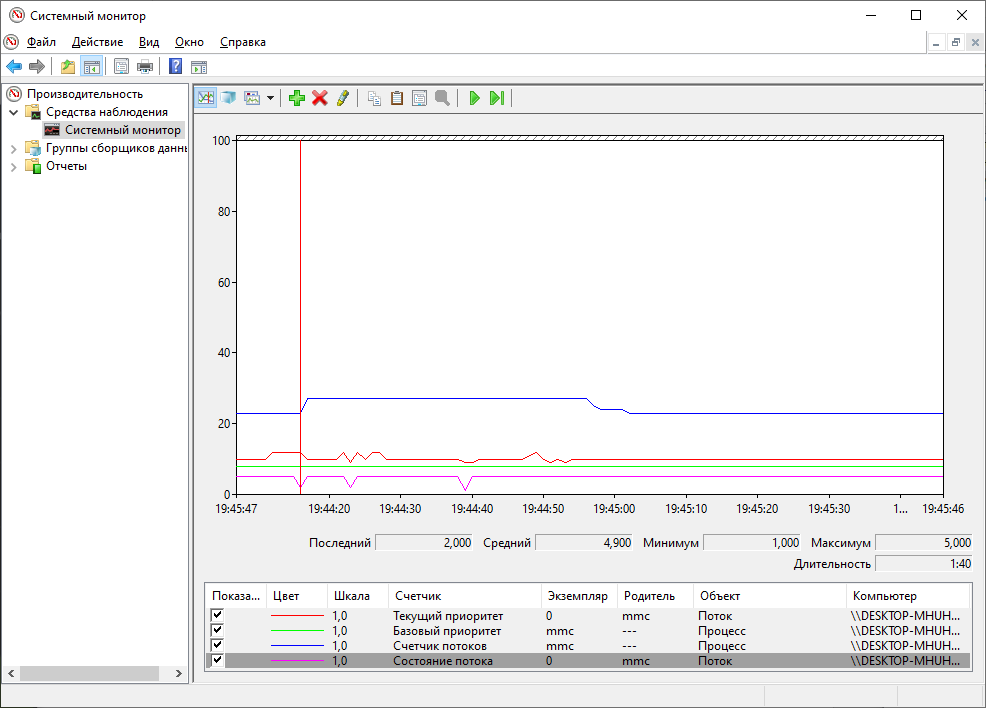 Системный монитор
Файл Действие Вид Окно Справка
Производительность
Средства наблюдения
Системный монитор
Группы сборщиков данн
Отчеты
100
80
60
40
20
0
19:45:47 19:44:20 19:44:30 19:44:40 19:44:50 19:45:00 19:45:10 19:45:20 19:45:30 1... 19:45:46
Последний 2,000 Средний 4,900 Минимум 1,000 Максимум 5,000
Длительность 1:40
Показа... Цвет Шкала Счетчик Экземпляр Родитель Объект Компьютер
1,0 Текущий приоритет 0 mmc Поток \\DESKTOP-MHUH...
1,0 Базовый приоритет mmc --- Процесс \\DESKTOP-MHUH...
1,0 Счетчик потоков mmc --- Процесс \\DESKTOP-MHUH...
1,0 Состояние потока 0 mmc Поток \\DESKTOP-MHUH...